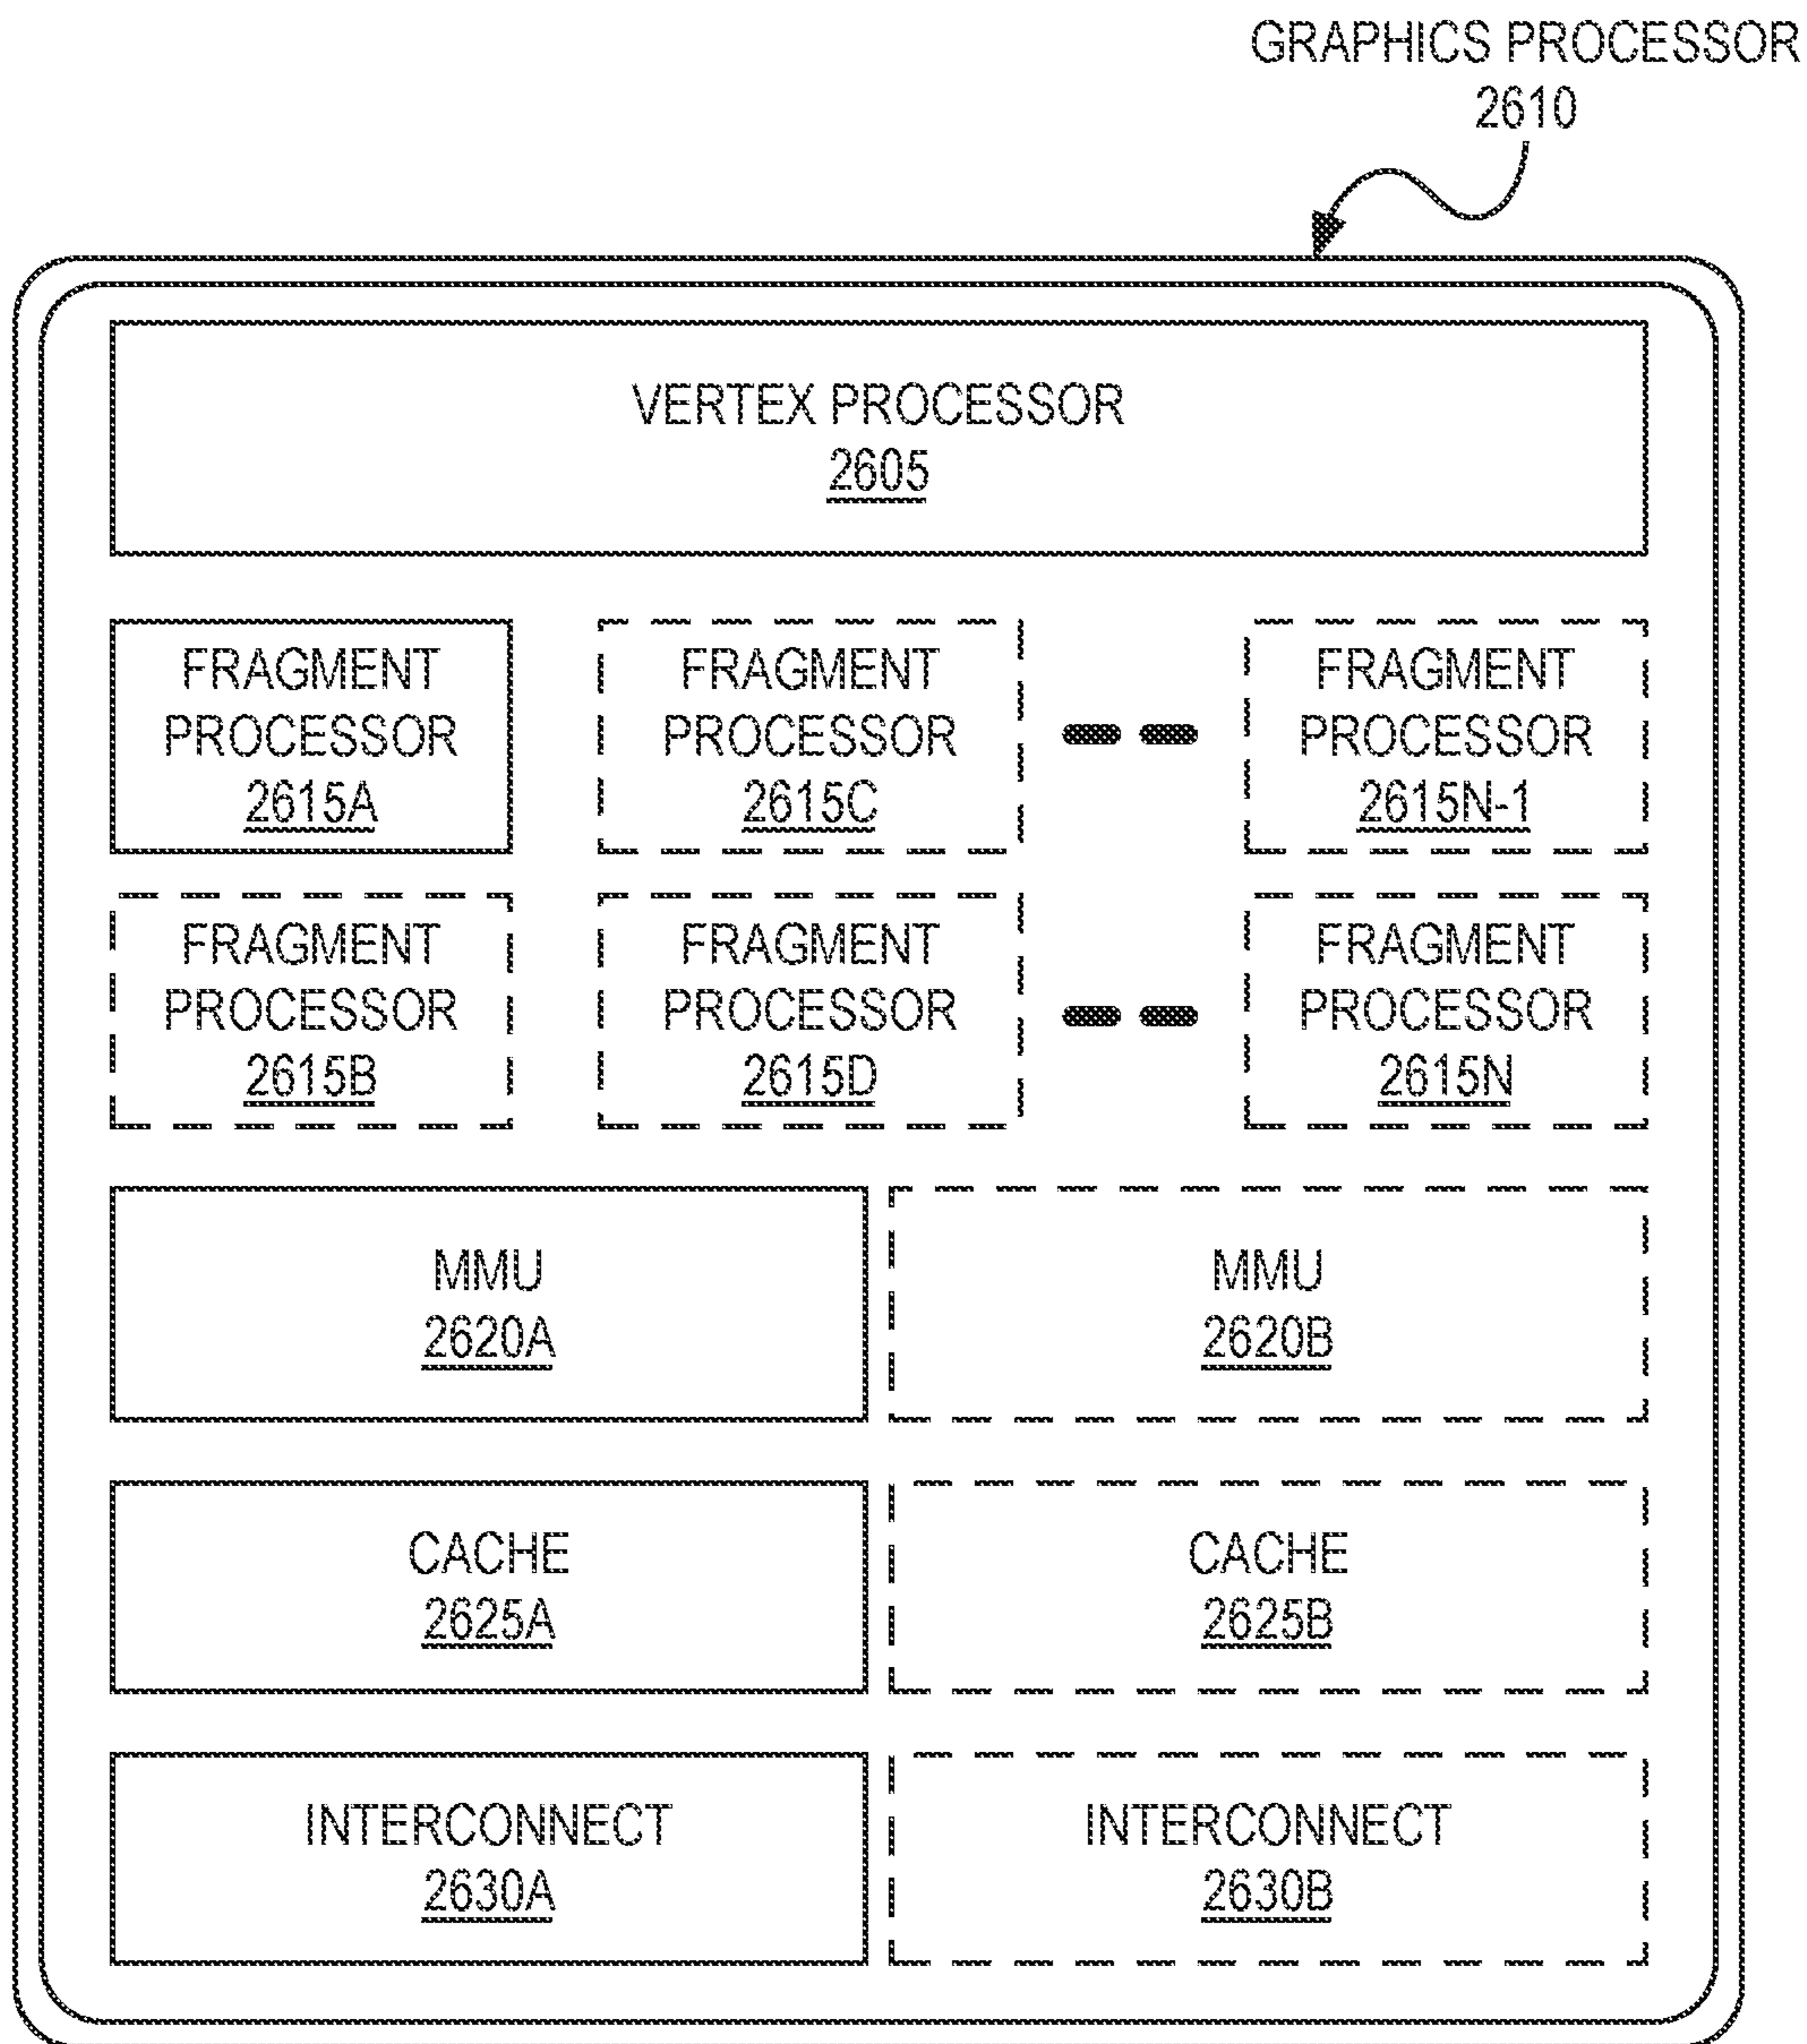 GRAPHICS PROCESSOR
2610
VERTEX PROCESSOR
2605
FRAGMENT
PROCESSOR
2615A
FRAGMENT
PROCESSOR
2615C
FRAGMENT
PROCESSOR
2615N-1
FRAGMENT
PROCESSOR
2615B
FRAGMENT
PROCESSOR
2615D
FRAGMENT
PROCESSOR
2615N
MMU
2620A
MMU
2620B
CACHE
2625A
CACHE
2625B
INTERCONNECT
2630A
INTERCONNECT
2630B